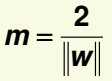 m = 2 / ‖w‖